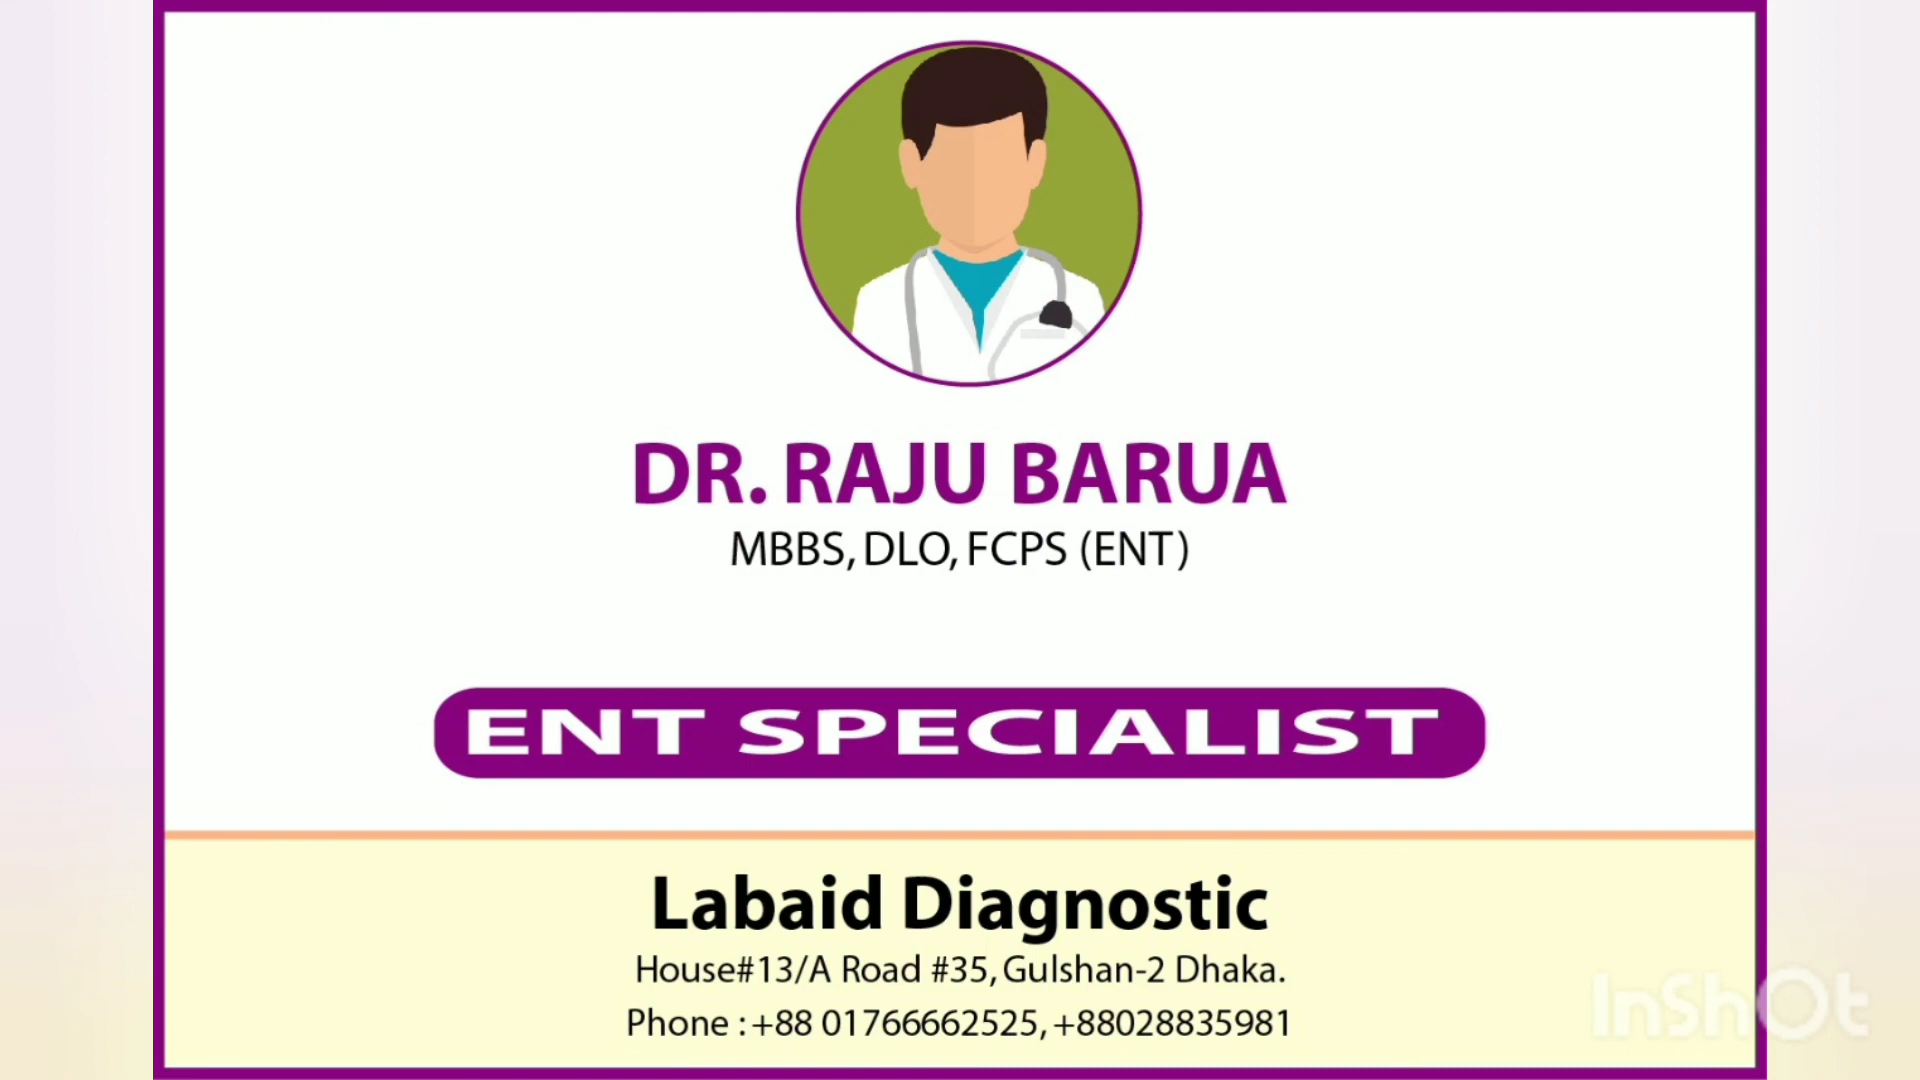 DR. RAJU BARUA
MBBS, DLO, FCPS (ENT)
ENT SPECIALIST
Labaid Diagnostic
House#13/A Road #35, Gulshan-2 Dhaka.
Phone : +88 01766662525, +88028835981
InShOt